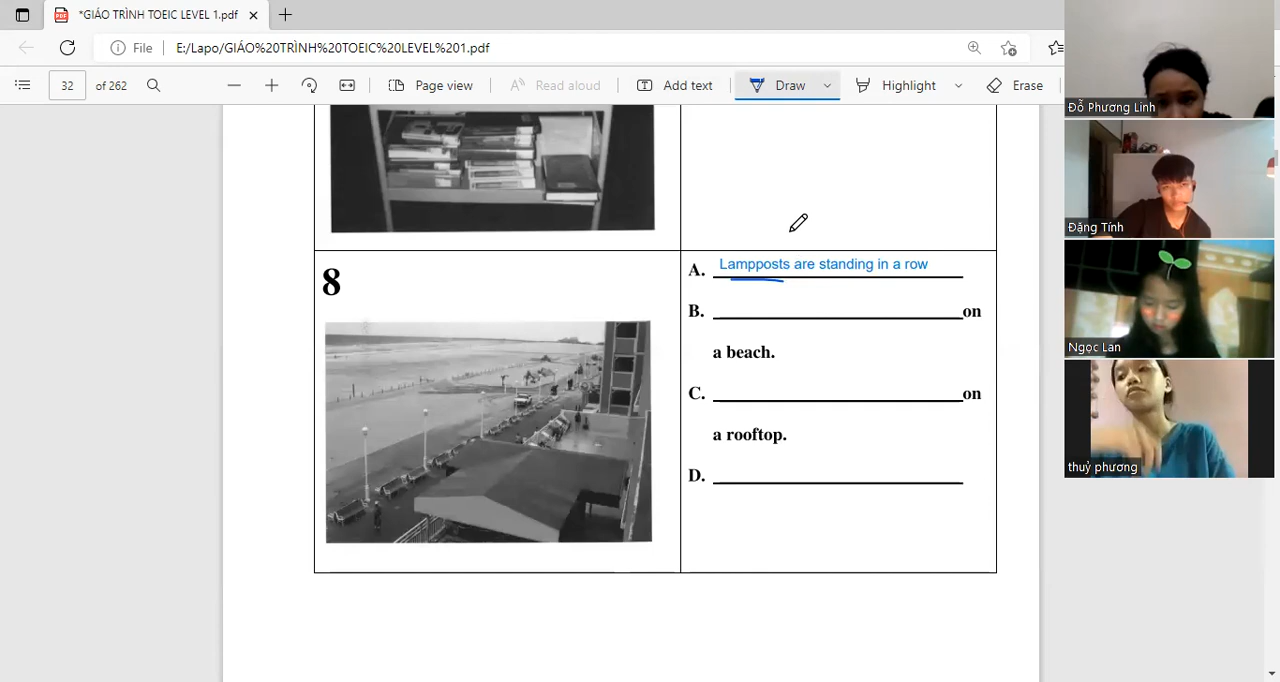 *GIÁO TRÌNH TOEIC LEVEL 1.pdf
File E:/Lapo/GIÁO%20TRÌNH%20TOEIC%20LEVEL%201.pdf
32 of 262 Page view Read aloud Add text Draw Highlight Erase
Đỗ Phương Linh
Đặng Tính
Ngọc Lan
thuỷ phương
8
A. Lampposts are standing in a row
B. on
a beach.
C. on
a rooftop.
D.